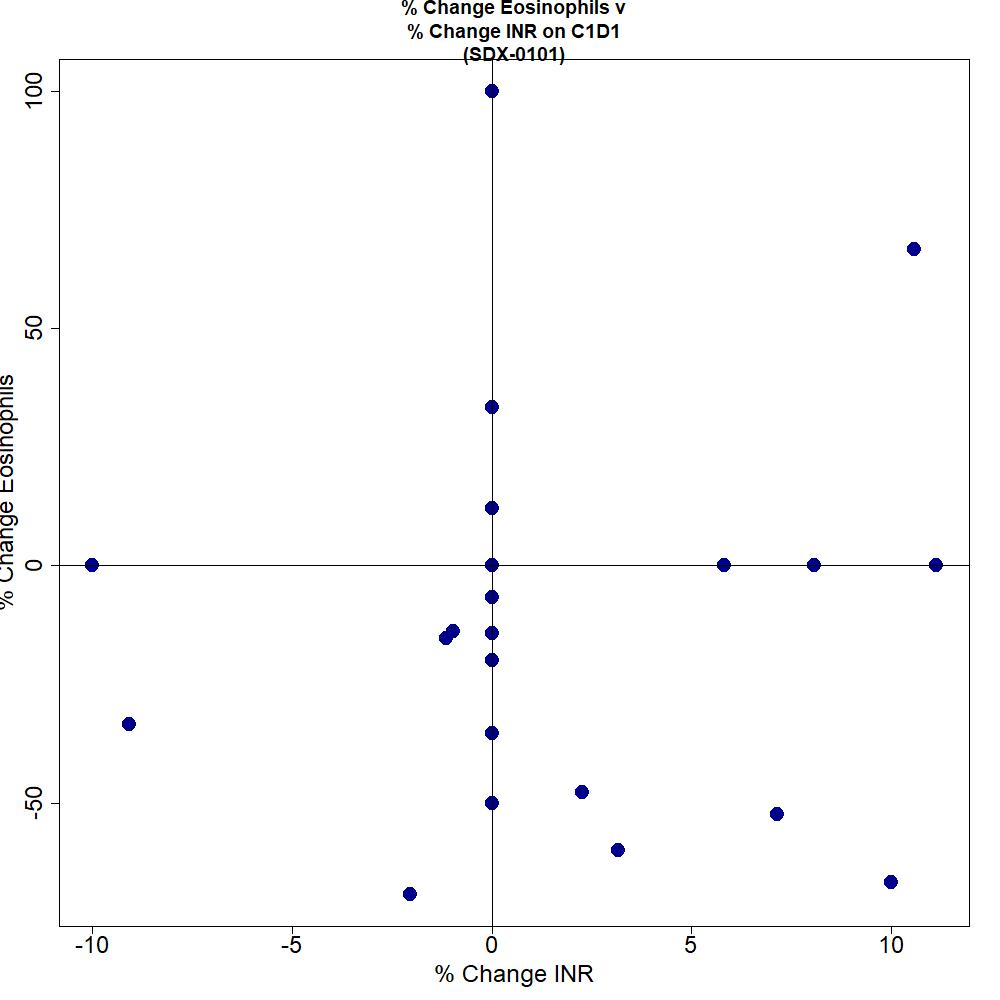 % Change Eosinophils v
% Change INR on C1D1
(SDX-0101)
100
50
0
-50
% Change Eosinophils
-10
-5
0
5
10
% Change INR